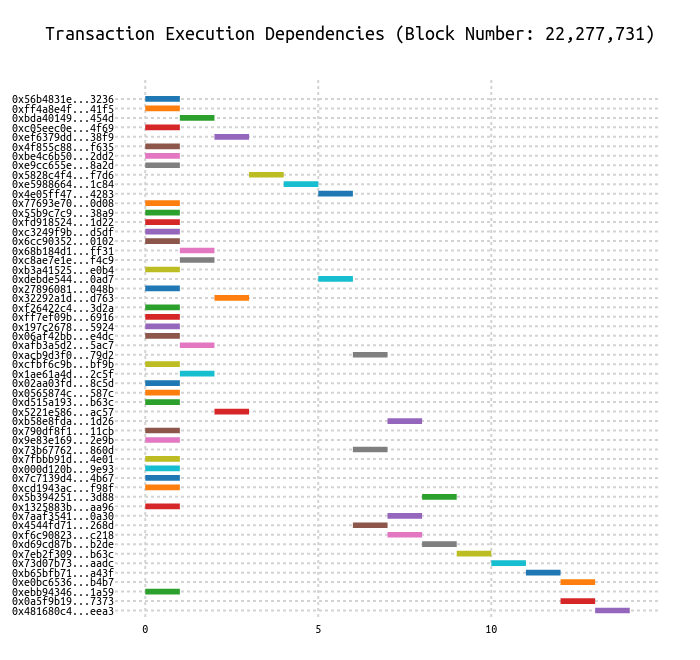 Transaction Execution Dependencies (Block Number: 22,277,731)
0x56b4831e...3236
0xff4a8e4f...41f5
0xbda40149...454d
0xc05eec0e...4f69
0xef6379dd...38f9
0x4f855c88...f635
0xbe4c6b50...2dd2
0xe9cc655e...8a2d
0x5828c4f4...f7d6
0xe5988664...1c84
0x4e05ff47...4283
0x77693e70...0d08
0x55b9c7c9...38a9
0xfd918524...1d22
0xc3249f9b...d5df
0x6cc90352...0102
0x68b184d1...ff31
0xc8ae7e1e...f4c9
0xb3a41525...e0b4
0xdebde544...0ad7
0x27896081...048b
0x32292a1d...d763
0xf26422c4...3d2a
0xff7ef09b...6916
0x197c2678...5924
0x06af42bb...e4dc
0xafb3a5d2...5ac7
0xacb9d3f0...79d2
0xcfbf6c9b...bf9b
0x1ae61a4d...2c5f
0x02aa03fd...8c5d
0x0565874c...587c
0xd515a193...b63c
0x5221e586...ac57
0xb58e8fda...1d26
0x790df8f1...11cb
0x9e83e169...2e9b
0x73b67762...860d
0x7fbbb91d...4e01
0x000d120b...9e93
0x7c7139d4...4b67
0xcd1943ac...f98f
0x5b394251...3d88
0x1325883b...aa96
0x7aaf3541...0a30
0x4544fd71...268d
0xf6c90823...c218
0xd69cd87b...b2de
0x7eb2f309...b63c
0x73d07b73...aadc
0xb65bfb71...a43f
0xe0bc6536...b4b7
0xebb94346...1a59
0x0a5f9b19...7373
0x481680c4...eea3
0 5 10